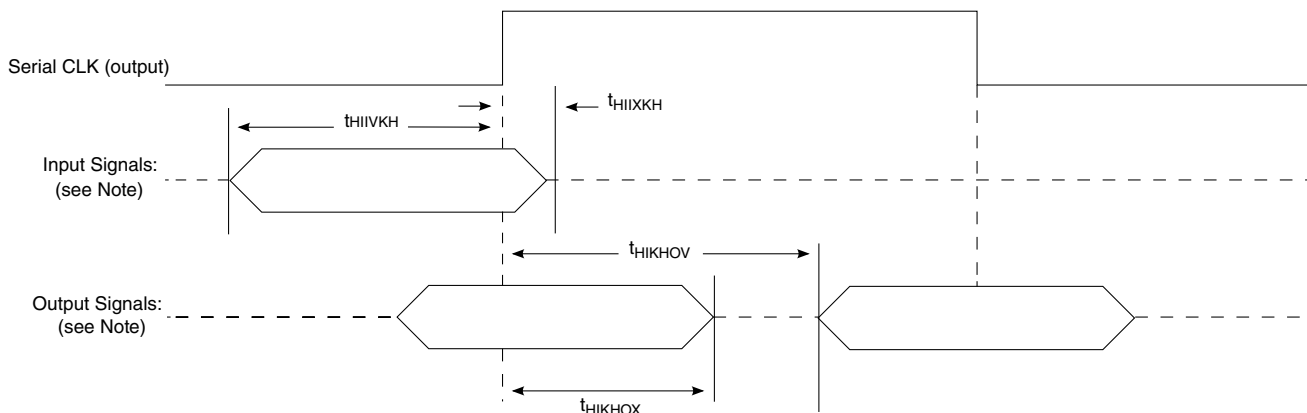 Serial CLK (output)
tHIIXKH
tHIIVKH
Input Signals:
(see Note)
tHIKHOV
Output Signals:
(see Note)
tHIKHOX